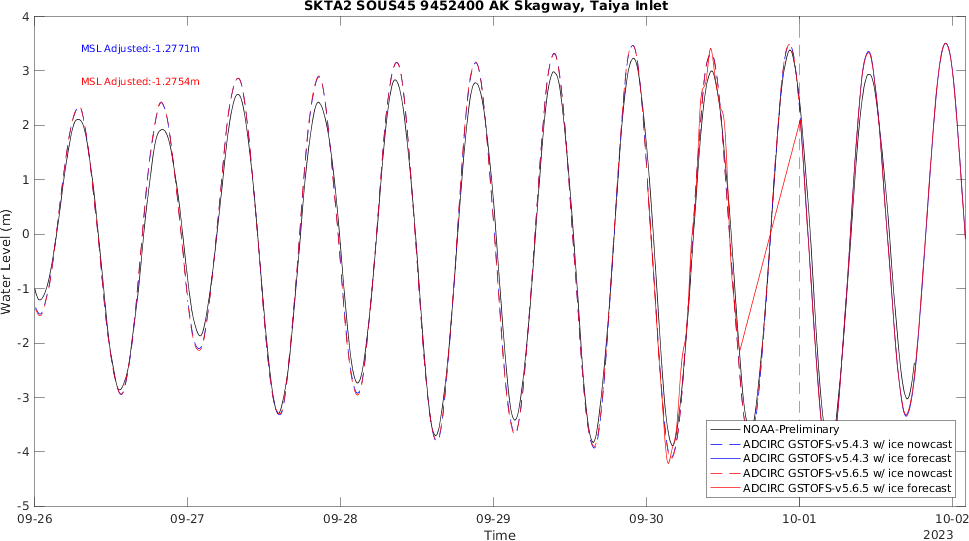 SKTA2 SOUS45 9452400 AK Skagway, Taiya Inlet
4
MSL Adjusted:-1.2771m
3
MSL Adjusted:-1.2754m
2
1
0
-1
-2
-3
-4
-5
Water Level (m)
NOAA-Preliminary
ADCIRC GSTOFS-v5.4.3 w/ ice nowcast
ADCIRC GSTOFS-v5.4.3 w/ ice forecast
ADCIRC GSTOFS-v5.6.5 w/ ice nowcast
ADCIRC GSTOFS-v5.6.5 w/ ice forecast
09-26 09-27 09-28 09-29 09-30 10-01 10-02
Time 2023